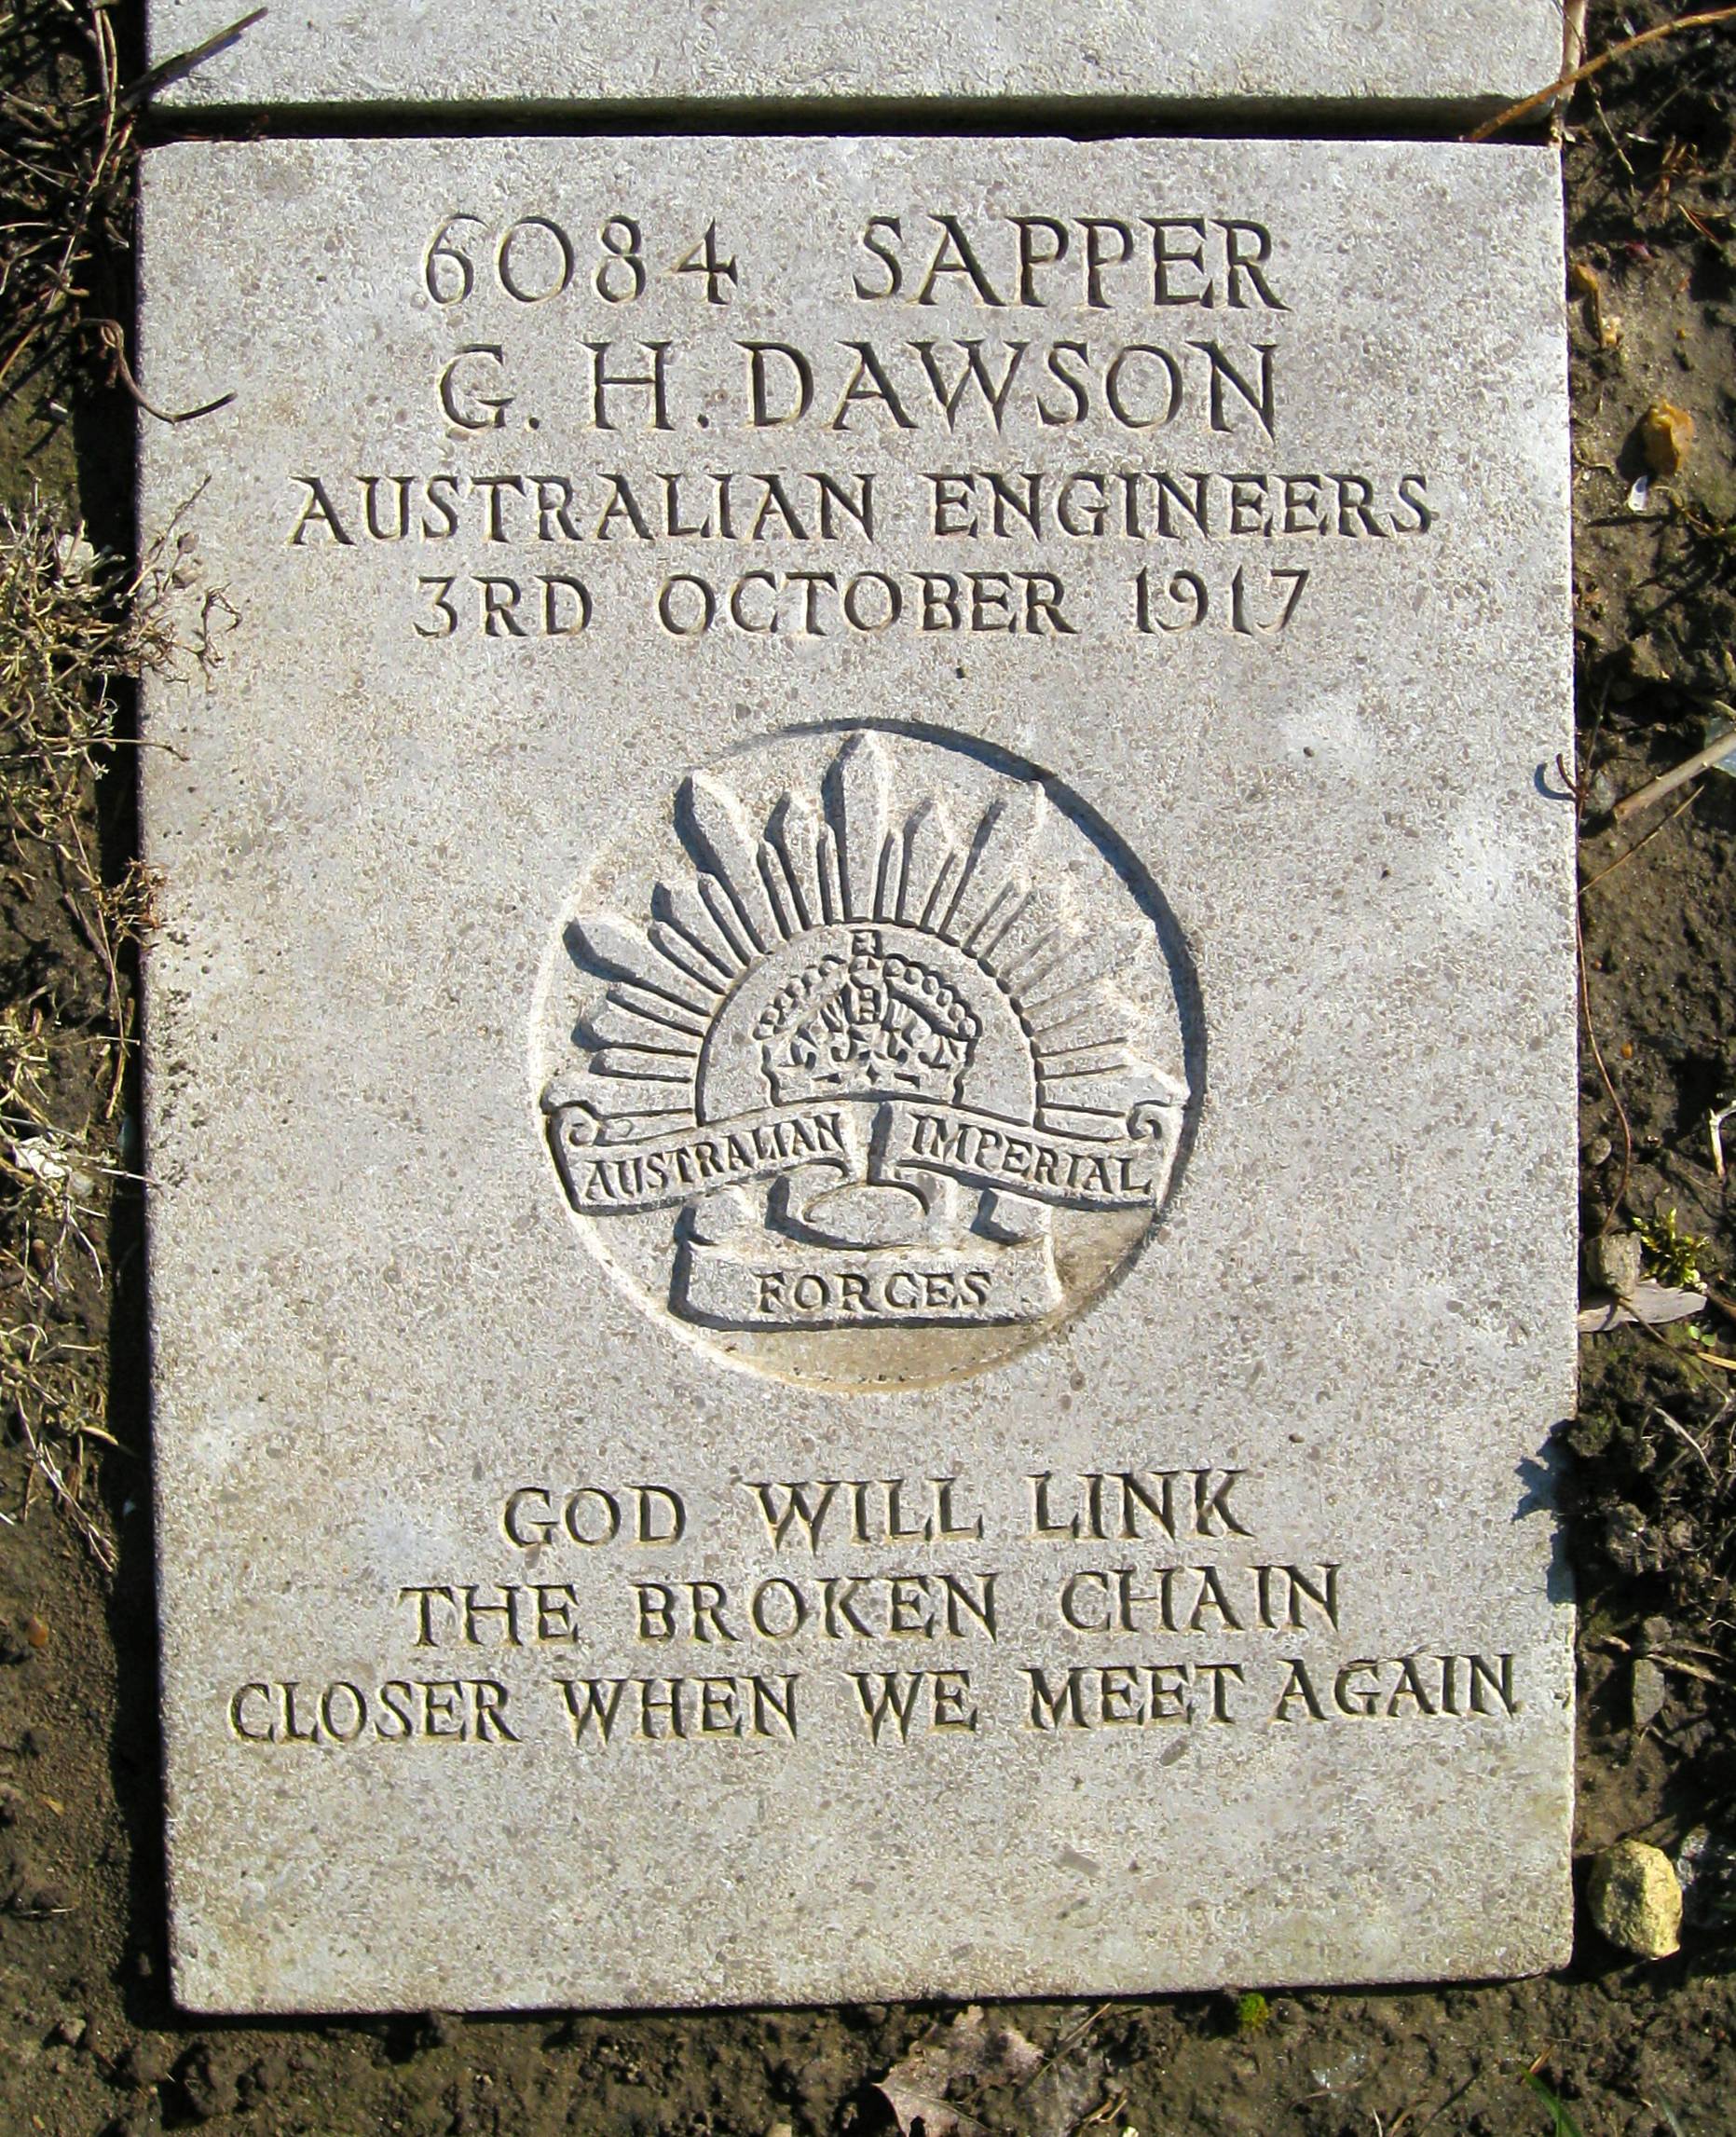 6084 SAPPER
G. H. DAWSON
AUSTRALIAN ENGINEERS
3RD OCTOBER 1917
AUSTRALIAN IMPERIAL
FORCES
GOD WILL LINK
THE BROKEN CHAIN
CLOSER WHEN WE MEET AGAIN